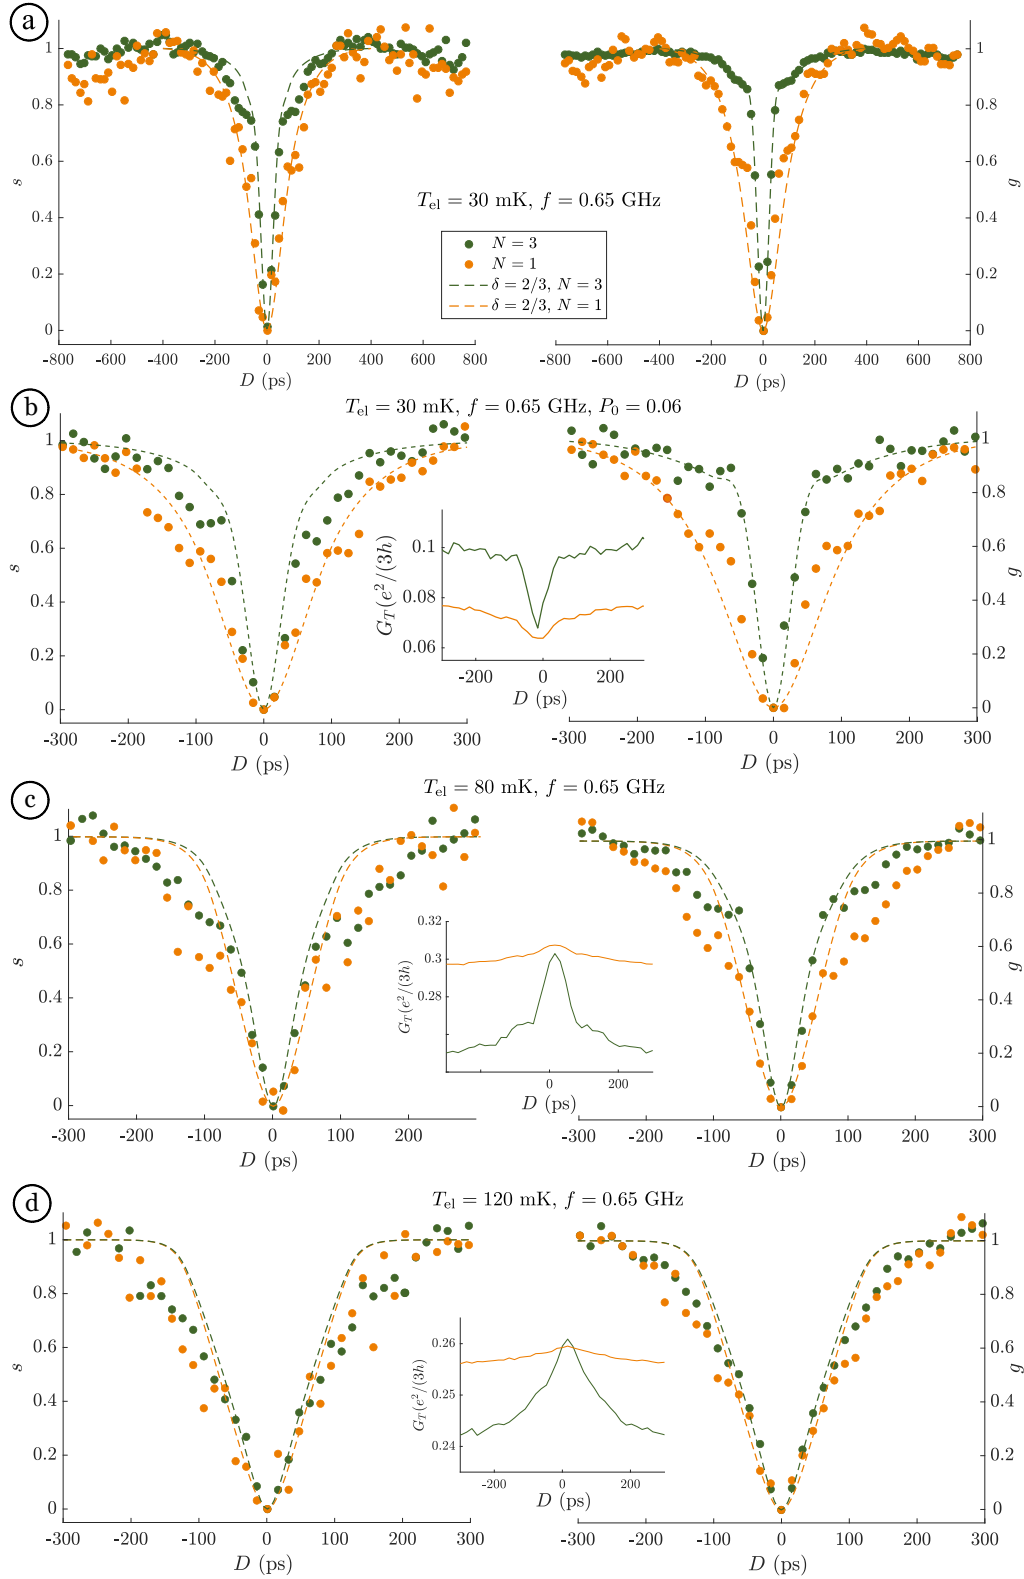 a
1
0.8
0.6
0.4
0.2
0
s
-800 -600 -400 -200 0 200 400 600 800
D (ps)
T_el = 30 mK, f = 0.65 GHz
N = 3
N = 1
δ = 2/3, N = 3
δ = 2/3, N = 1
1
0.8
0.6
0.4
0.2
0
g
-800 -600 -400 -200 0 200 400 600 800
D (ps)
b
T_el = 30 mK, f = 0.65 GHz, P_0 = 0.06
1
0.8
0.6
0.4
0.2
0
s
-300 -200 -100 0 100 200 300
D (ps)
G_T(e²/(3h)
0.1
0.08
0.06
-200 0 200
D (ps)
1
0.8
0.6
0.4
0.2
0
g
-300 -200 -100 0 100 200 300
D (ps)
c
T_el = 80 mK, f = 0.65 GHz
1
0.8
0.6
0.4
0.2
0
s
-300 -200 -100 0 100 200
D (ps)
G_T(e²/(3h)
0.32
0.3
0.28
0 200
D (ps)
1
0.8
0.6
0.4
0.2
0
g
-300 -200 -100 0 100 200 300
D (ps)
d
T_el = 120 mK, f = 0.65 GHz
1
0.8
0.6
0.4
0.2
0
s
-300 -200 -100 0 100 200 300
D (ps)
G_T(e²/(3h)
0.26
0.25
0.24
-200 0 200
D (ps)
1
0.8
0.6
0.4
0.2
0
g
-300 -200 -100 0 100 200 300
D (ps)